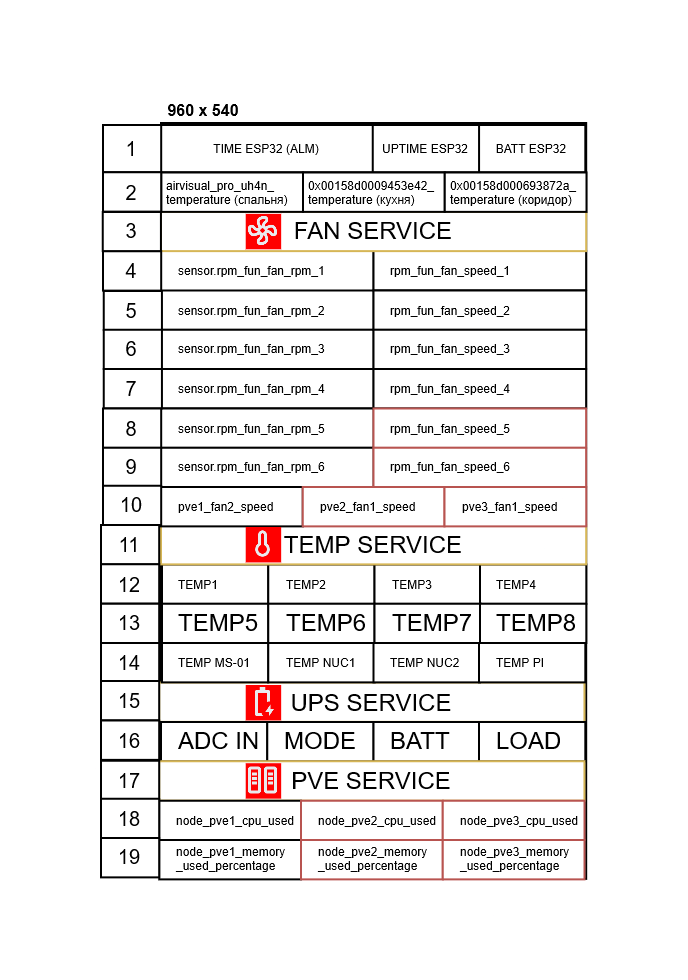 960 x 540
1 TIME ESP32 (ALM) UPTIME ESP32 BATT ESP32
2 airvisual_pro_uh4n_ 0x00158d0009453e42_ 0x00158d000693872a_
temperature (спальня) temperature (кухня) temperature (коридор)
3 FAN SERVICE
4 sensor.rpm_fun_fan_rpm_1 rpm_fun_fan_speed_1
5 sensor.rpm_fun_fan_rpm_2 rpm_fun_fan_speed_2
6 sensor.rpm_fun_fan_rpm_3 rpm_fun_fan_speed_3
7 sensor.rpm_fun_fan_rpm_4 rpm_fun_fan_speed_4
8 sensor.rpm_fun_fan_rpm_5 rpm_fun_fan_speed_5
9 sensor.rpm_fun_fan_rpm_6 rpm_fun_fan_speed_6
10 pve1_fan2_speed pve2_fan1_speed pve3_fan1_speed
11 TEMP SERVICE
12 TEMP1 TEMP2 TEMP3 TEMP4
13 TEMP5 TEMP6 TEMP7 TEMP8
14 TEMP MS-01 TEMP NUC1 TEMP NUC2 TEMP PI
15 UPS SERVICE
16 ADC IN MODE BATT LOAD
17 PVE SERVICE
18 node_pve1_cpu_used node_pve2_cpu_used node_pve3_cpu_used
19 node_pve1_memory node_pve2_memory node_pve3_memory
_used_percentage _used_percentage _used_percentage